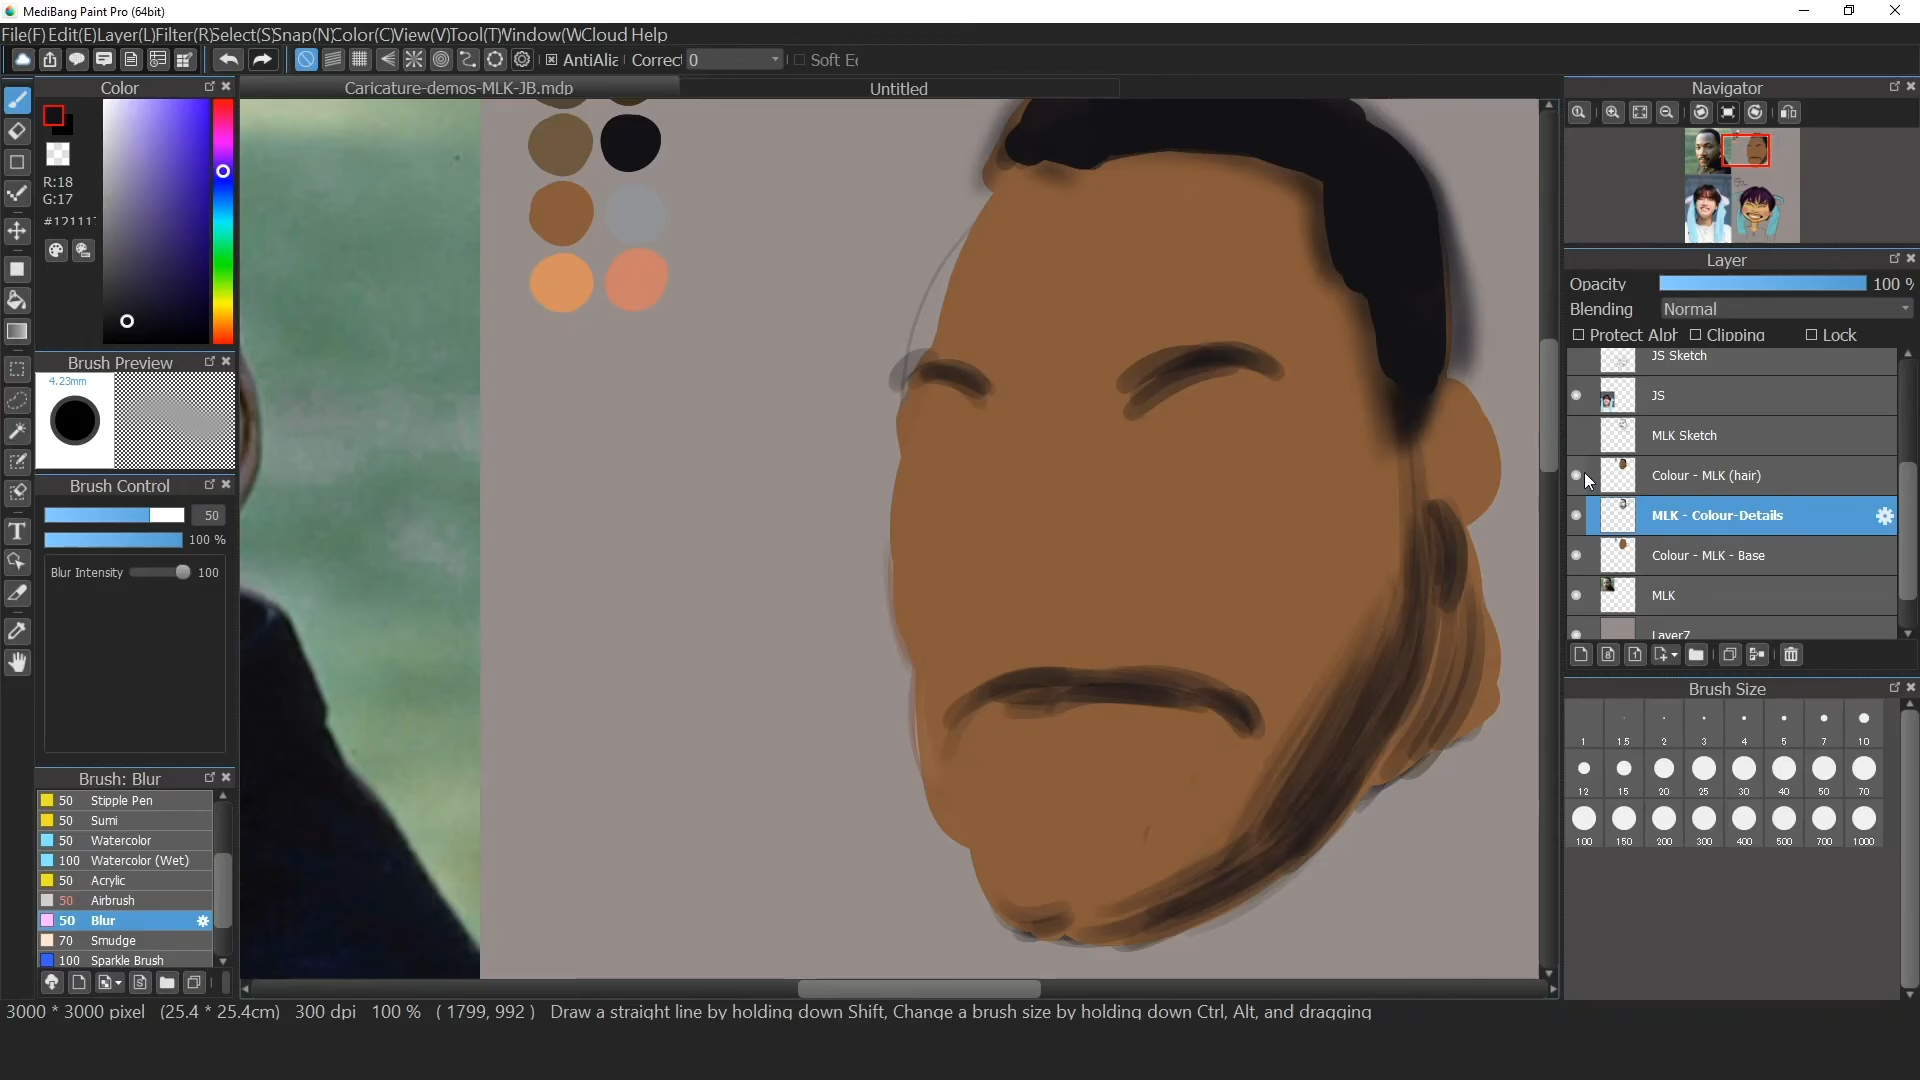 MediBang Paint Pro (64bit)
File(F) Edit(E) Layer(L) Filter(R) Select(S) Snap(N) Color(C) View(V) Tool(T) Window(W Cloud Help
AntiAlia Correct 0 Soft Ec
Color
Caricature-demos-MLK-JB.mdp
Untitled
Navigator
R:18
G:17
#121117
Layer
Opacity 100 %
Blending Normal
Protect Alph Clipping Lock
Brush Preview
4.23mm
JS Sketch
JS
MLK Sketch
Colour - MLK (hair)
MLK - Colour-Details
Colour - MLK - Base
MLK
Layer7
Brush Control
50
100 %
Blur Intensity 100
Brush Size
1 1.5 2 3 4 5 7 10
12 15 20 25 30 40 50 70
100 150 200 300 400 500 700 1000
Brush: Blur
50 Stipple Pen
50 Sumi
50 Watercolor
100 Watercolor (Wet)
50 Acrylic
50 Airbrush
50 Blur
70 Smudge
100 Sparkle Brush
3000 * 3000 pixel (25.4 * 25.4cm) 300 dpi 100 % ( 1799, 992 ) Draw a straight line by holding down Shift, Change a brush size by holding down Ctrl, Alt, and dragging